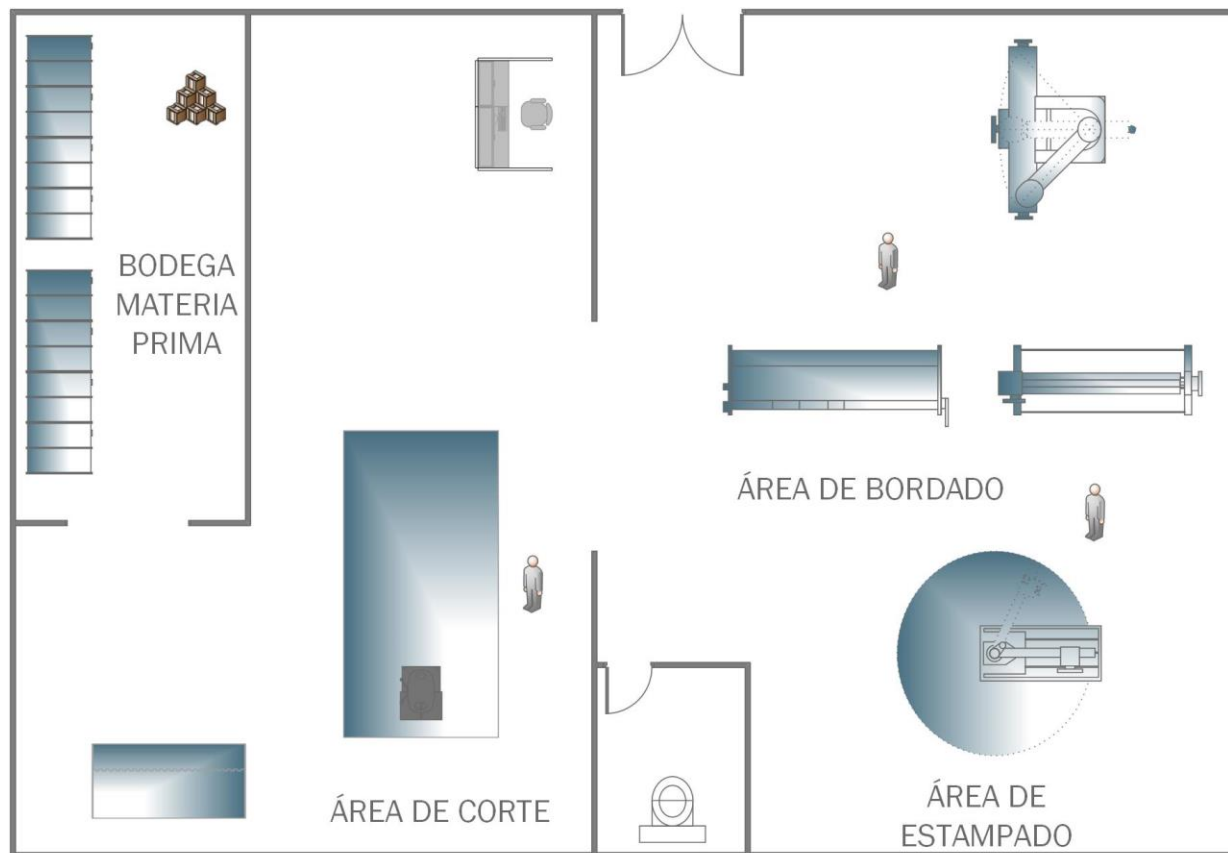 BODEGA
MATERIA
PRIMA
ÁREA DE BORDADO
ÁREA DE CORTE
ÁREA DE
ESTAMPADO